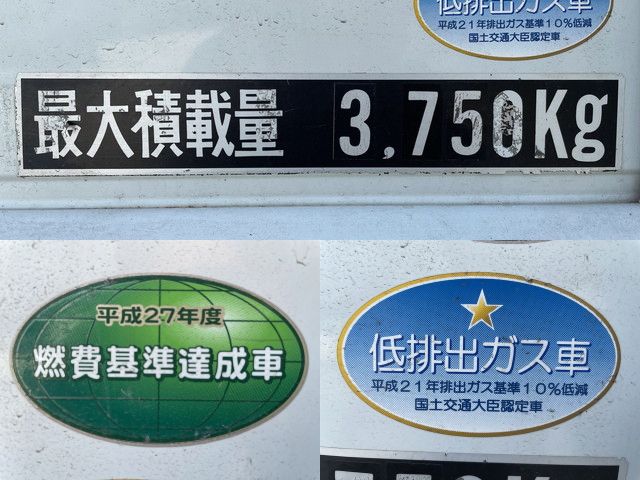 低排出ガス車
平成21年排出ガス基準10%低減
国土交通大臣認定車
最大積載量 3,750Kg
平成27年度
燃費基準達成車
低排出ガス車
平成21年排出ガス基準10%低減
国土交通大臣認定車
750K